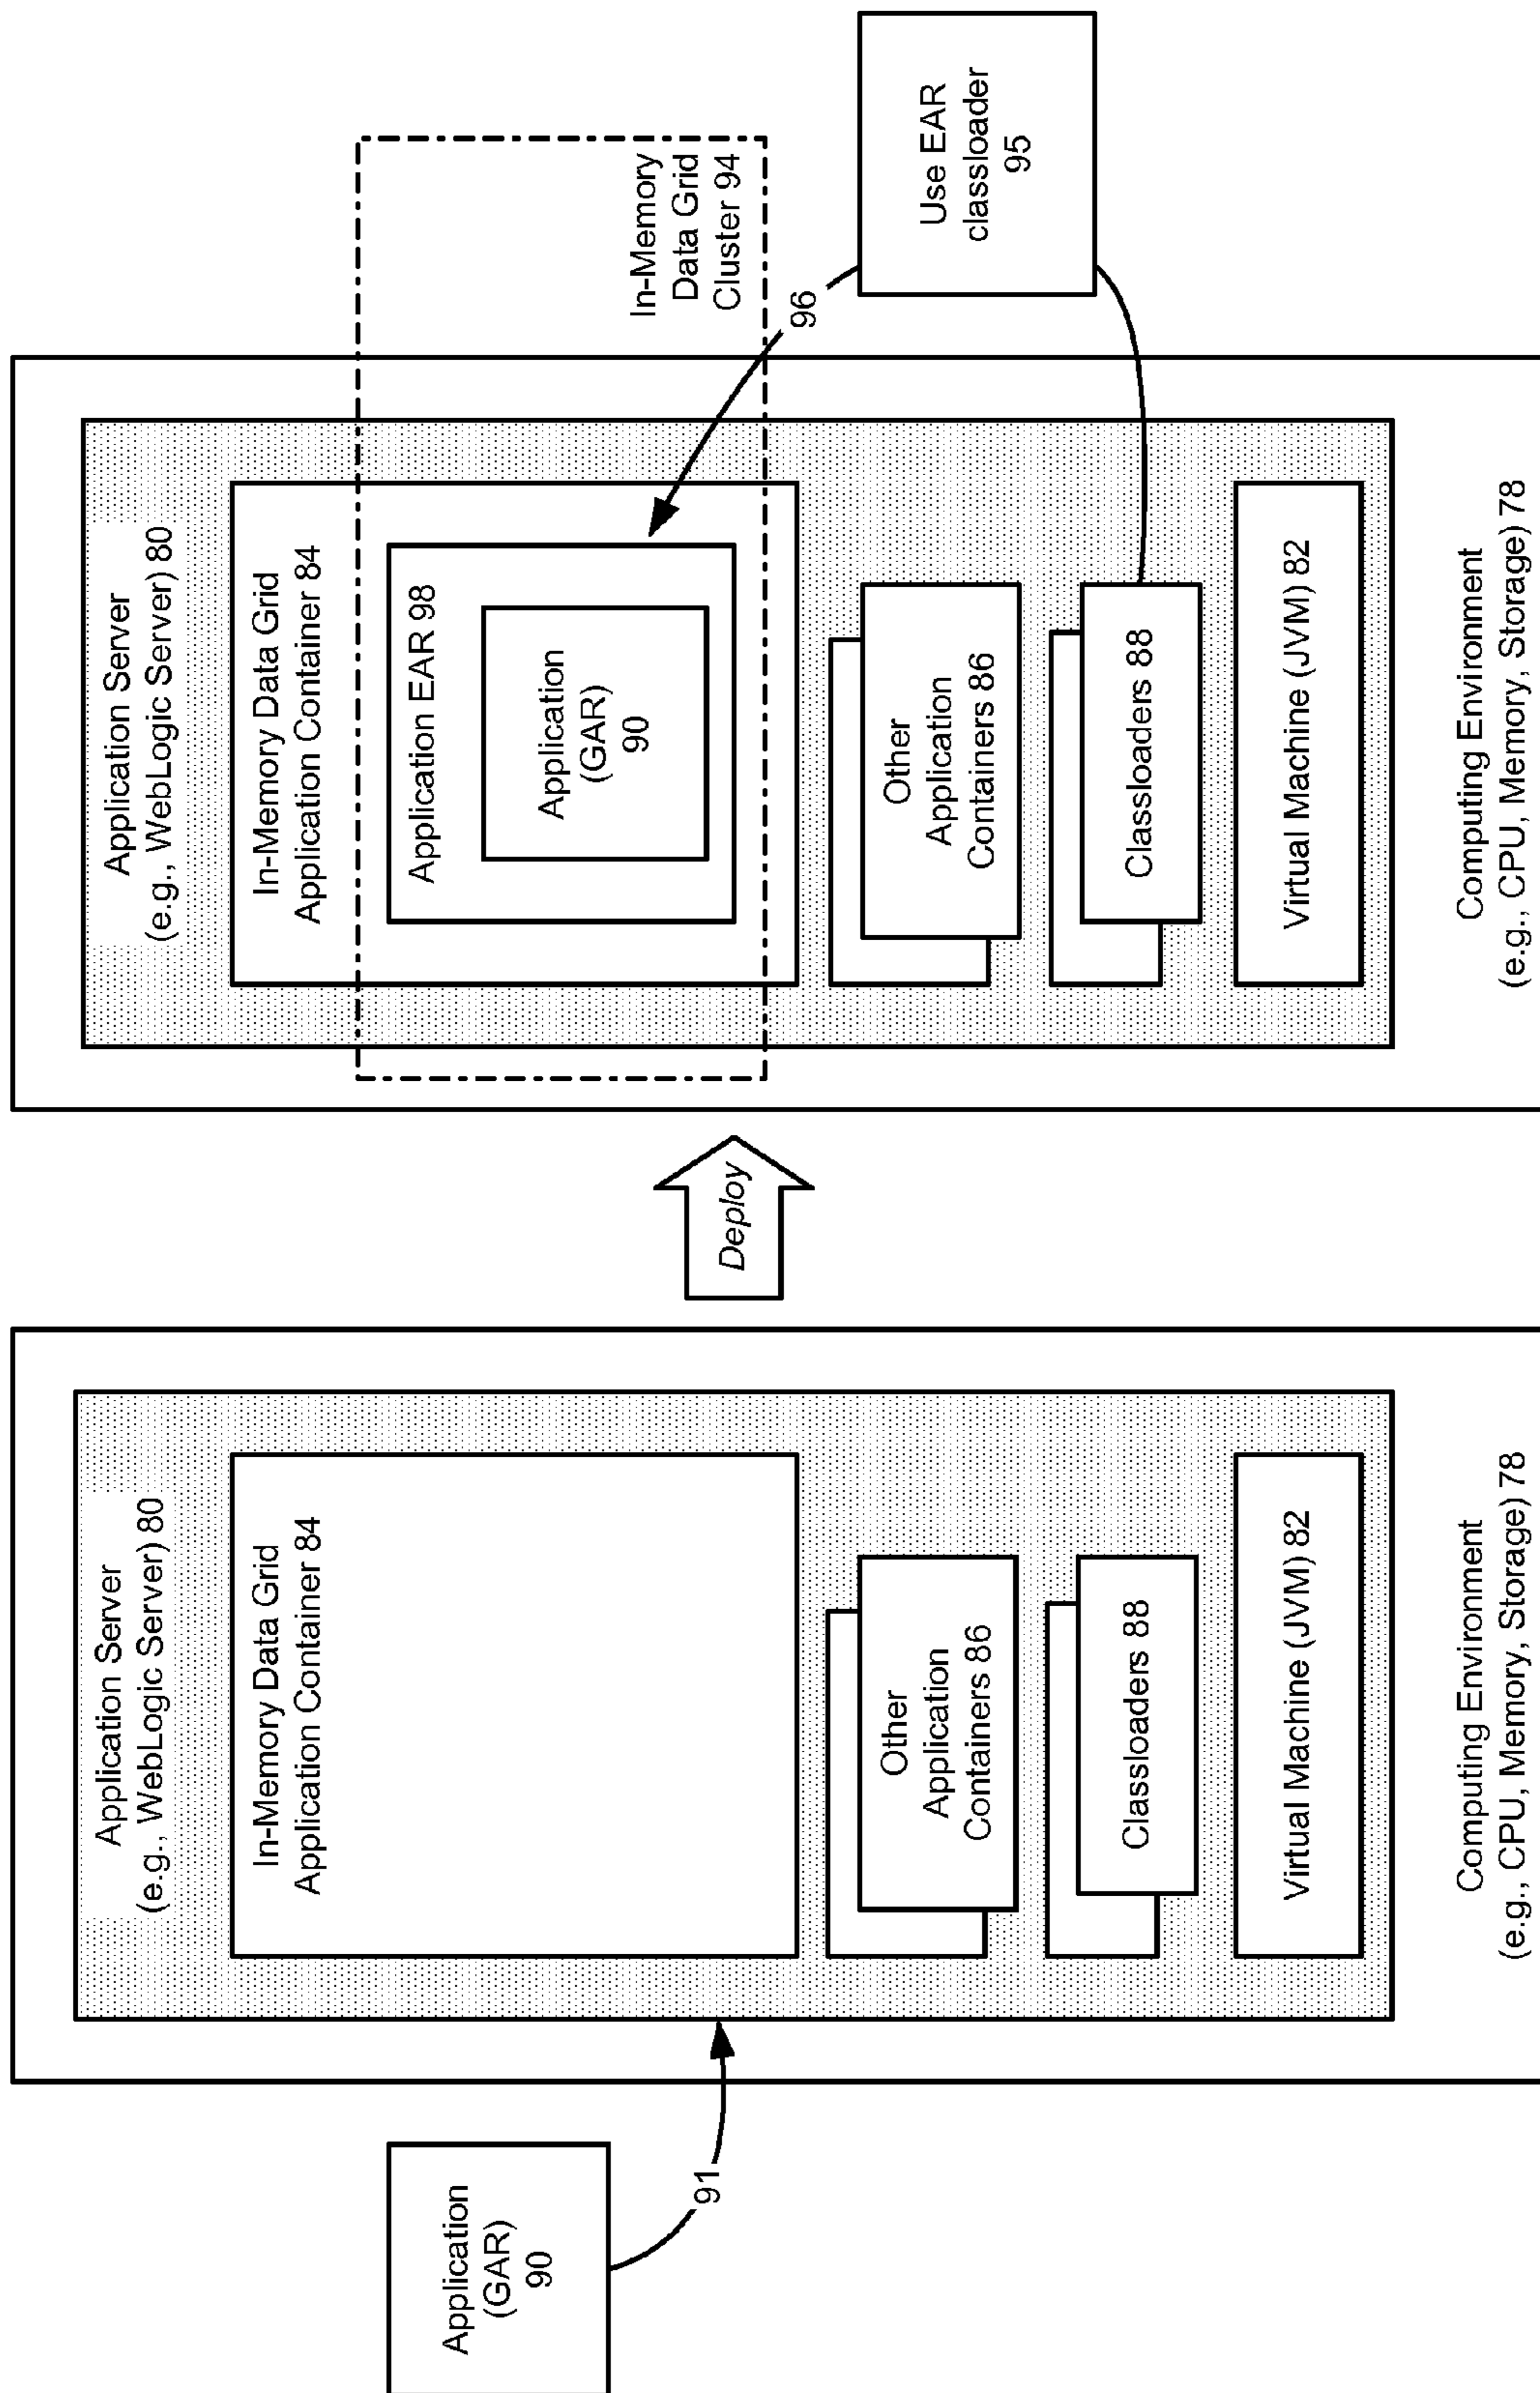 Application
(GAR)
90
91
Application Server
(e.g., WebLogic Server) 80
In-Memory Data Grid
Application Container 84
Other
Application
Containers 86
Classloaders 88
Virtual Machine (JVM) 82
Computing Environment
(e.g., CPU, Memory, Storage) 78
Deploy
Application Server
(e.g., WebLogic Server) 80
In-Memory Data Grid
Application Container 84
Application EAR 98
Application
(GAR)
90
In-Memory
Data Grid
Cluster 94
96
Use EAR
classloader
95
Other
Application
Containers 86
Classloaders 88
Virtual Machine (JVM) 82
Computing Environment
(e.g., CPU, Memory, Storage) 78